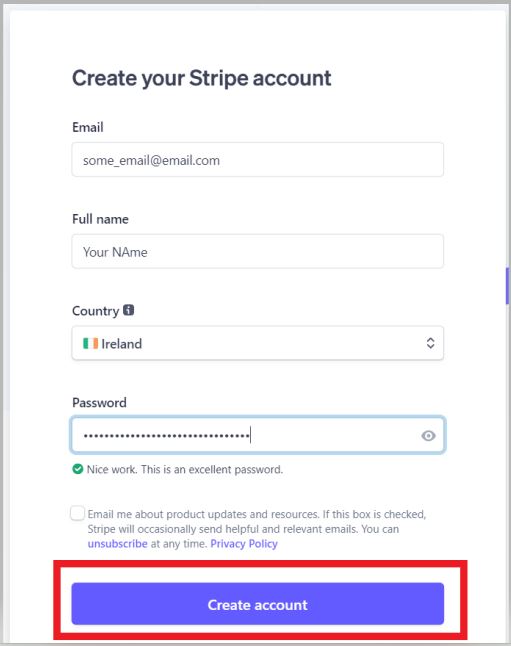 Create your Stripe account
Email
some_email@email.com
Full name
Your NAme
Country
Ireland
Password
••••••••••••••••••••••••••••••••
Nice work. This is an excellent password.
Email me about product updates and resources. If this box is checked,
Stripe will occasionally send helpful and relevant emails. You can
unsubscribe at any time. Privacy Policy
Create account